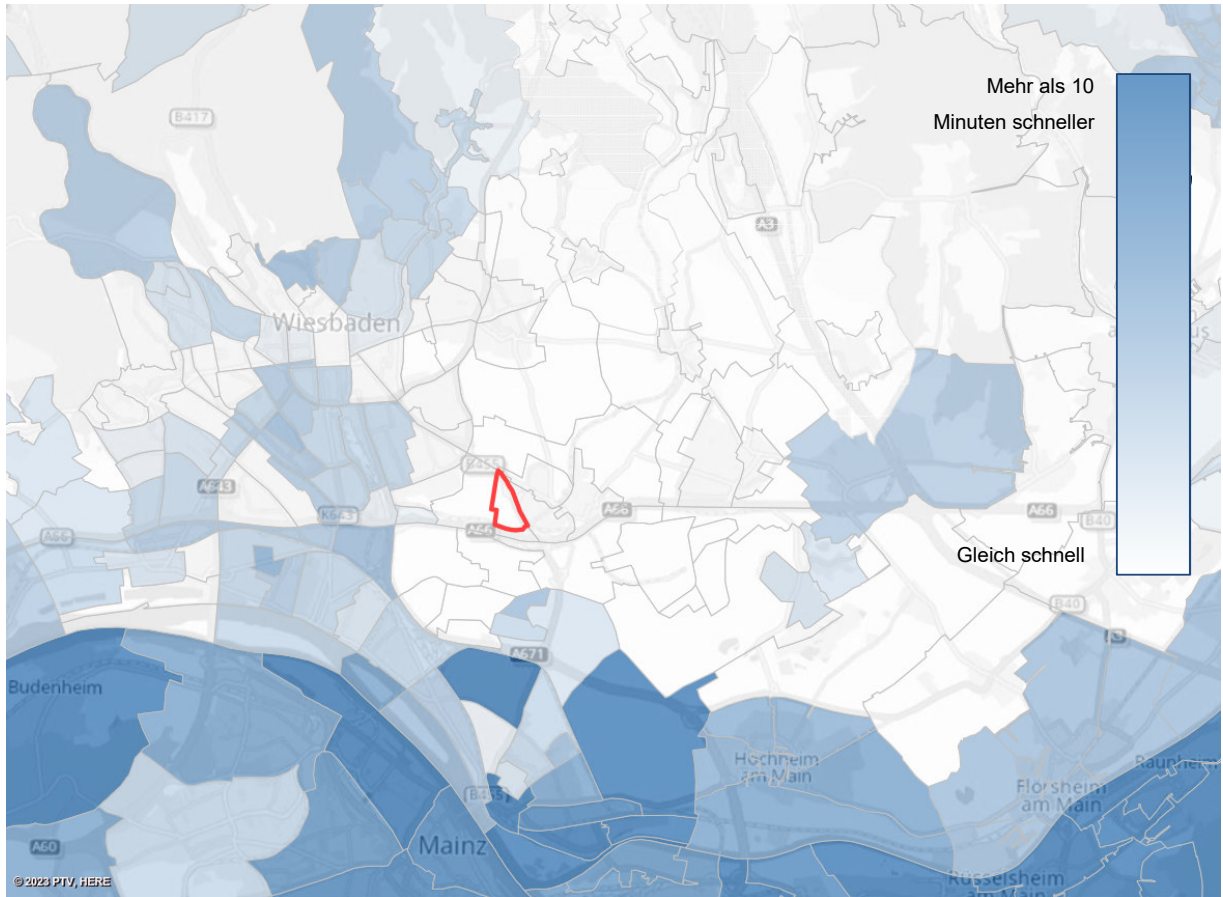 Mehr als 10
Minuten schneller
B417
A3
Wiesbaden
B455
A643
K643
A66
A66
A66
A66
B40
Gleich schnell
B40
A671
Budenheim
Hochheim
am Main
Raunheim
Flörsheim
am Main
B455
Mainz
A60
Rüsselsheim
am Main
© 2023 PTV, HERE